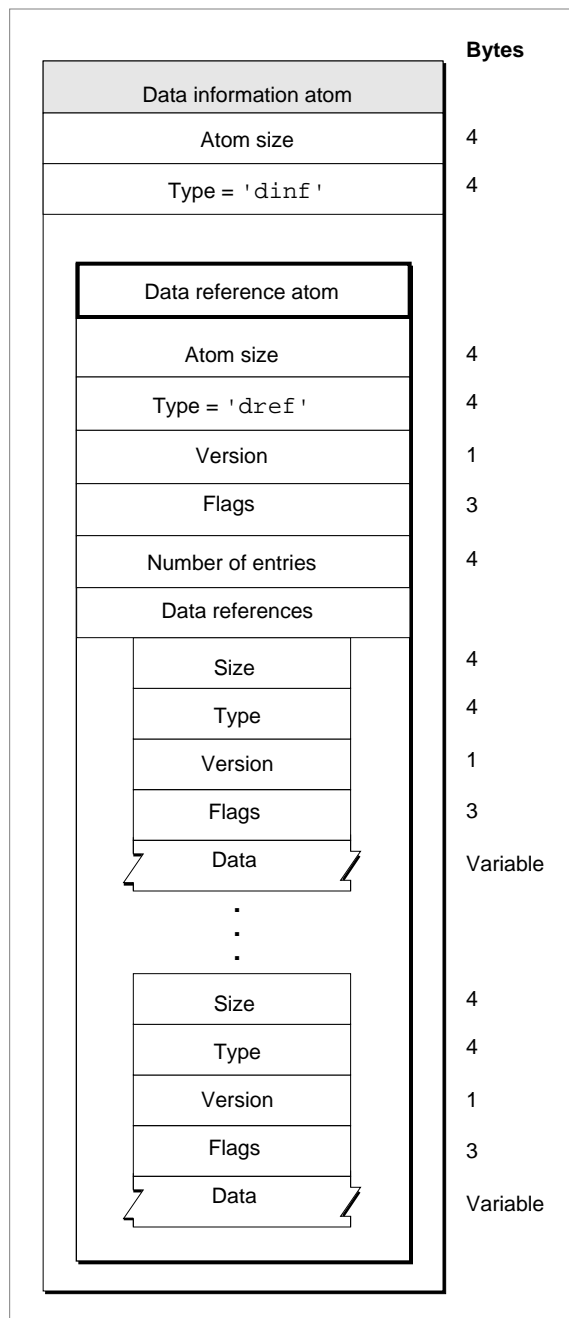 Bytes
Data information atom
Atom size 4
Type = 'dinf' 4
Data reference atom
Atom size 4
Type = 'dref' 4
Version 1
Flags 3
Number of entries 4
Data references
Size 4
Type 4
Version 1
Flags 3
Data Variable
Size 4
Type 4
Version 1
Flags 3
Data Variable